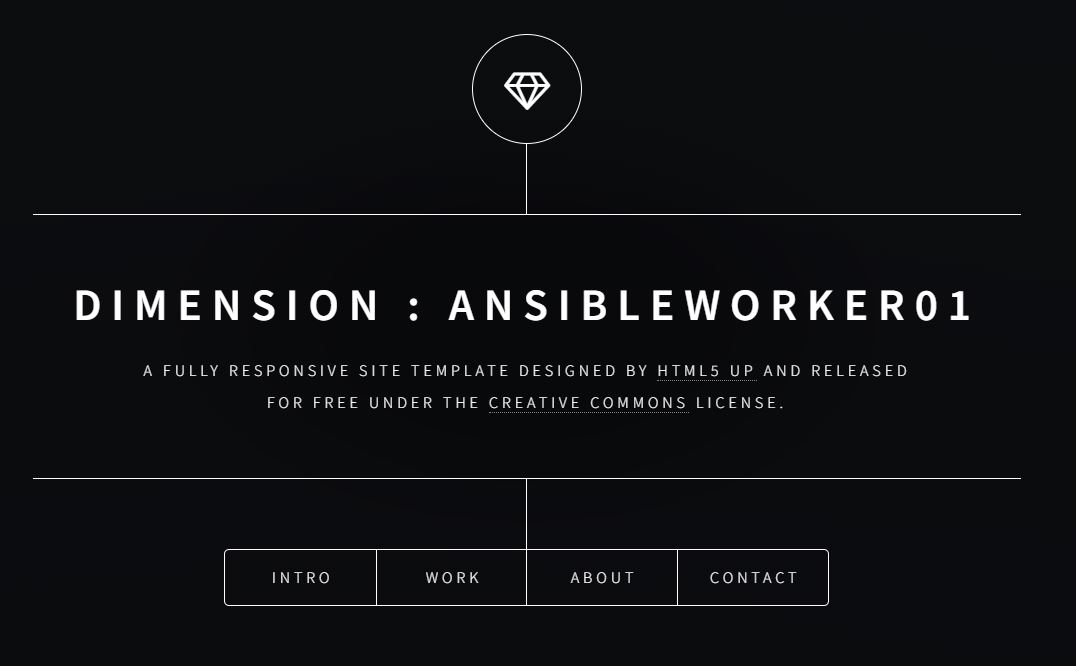 DIMENSION : ANSIBLEWORKER01
A FULLY RESPONSIVE SITE TEMPLATE DESIGNED BY HTML5 UP AND RELEASED
FOR FREE UNDER THE CREATIVE COMMONS LICENSE.
INTRO
WORK
ABOUT
CONTACT